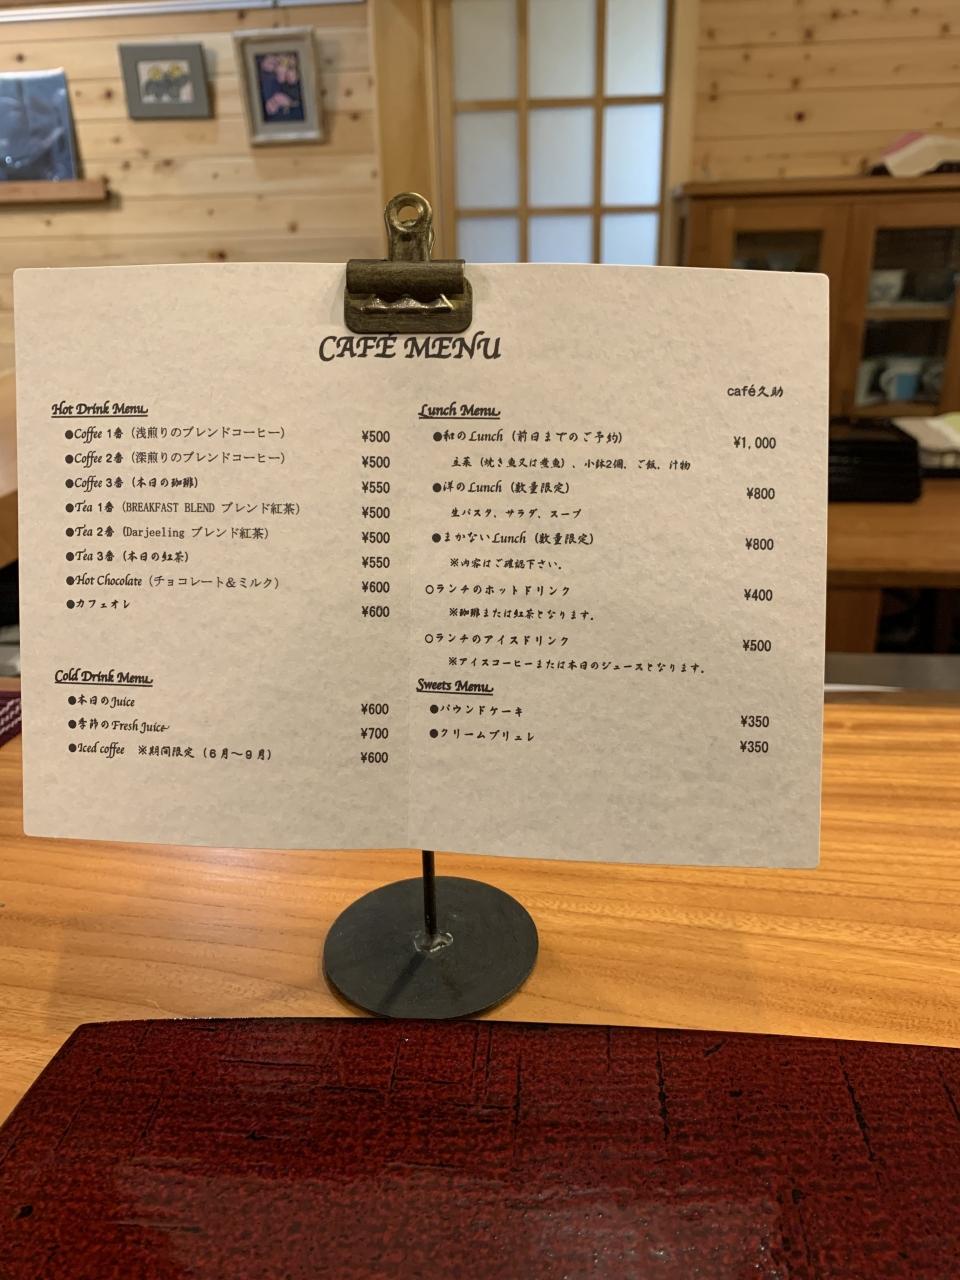 CAFÉ MENU
café久助
Hot Drink Menu
●Coffee 1番（浅煎りのブレンドコーヒー） ¥500
●Coffee 2番（深煎りのブレンドコーヒー） ¥500
●Coffee 3番（本日の珈琲） ¥550
●Tea 1番（BREAKFAST BLEND ブレンド紅茶） ¥500
●Tea 2番（Darjeeling ブレンド紅茶） ¥500
●Tea 3番（本日の紅茶） ¥550
●Hot Chocolate（チョコレート＆ミルク） ¥600
●カフェオレ ¥600
Cold Drink Menu
●本日のJuice ¥600
●季節のFresh Juice ¥700
●Iced coffee ※期間限定（6月～9月） ¥600
Lunch Menu
●和のLunch（前日までのご予約） ¥1,000
主菜（焼き魚又は煮魚）、小鉢2個、ご飯、汁物
●洋のLunch（数量限定） ¥800
生パスタ、サラダ、スープ
●まかないLunch（数量限定） ¥800
※内容はご確認下さい。
○ランチのホットドリンク ¥400
※珈琲または紅茶となります。
○ランチのアイスドリンク ¥500
※アイスコーヒーまたは本日のジュースとなります。
Sweets Menu
●パウンドケーキ ¥350
●クリームブリュレ ¥350